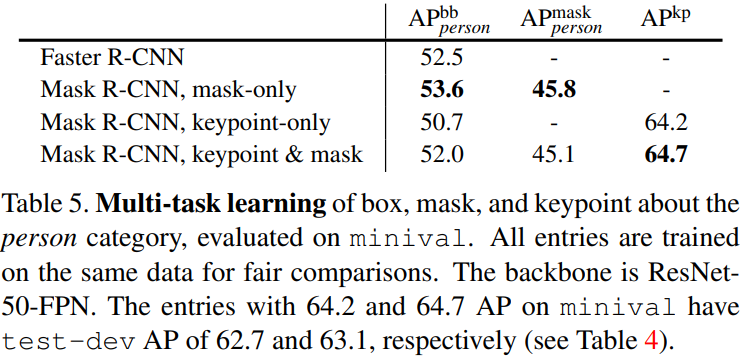 AP^bb_person AP^mask_person AP^kp
Faster R-CNN 52.5 - -
Mask R-CNN, mask-only 53.6 45.8 -
Mask R-CNN, keypoint-only 50.7 - 64.2
Mask R-CNN, keypoint & mask 52.0 45.1 64.7
Table 5. Multi-task learning of box, mask, and keypoint about the
person category, evaluated on minival. All entries are trained
on the same data for fair comparisons. The backbone is ResNet-
50-FPN. The entries with 64.2 and 64.7 AP on minival have
test-dev AP of 62.7 and 63.1, respectively (see Table 4).